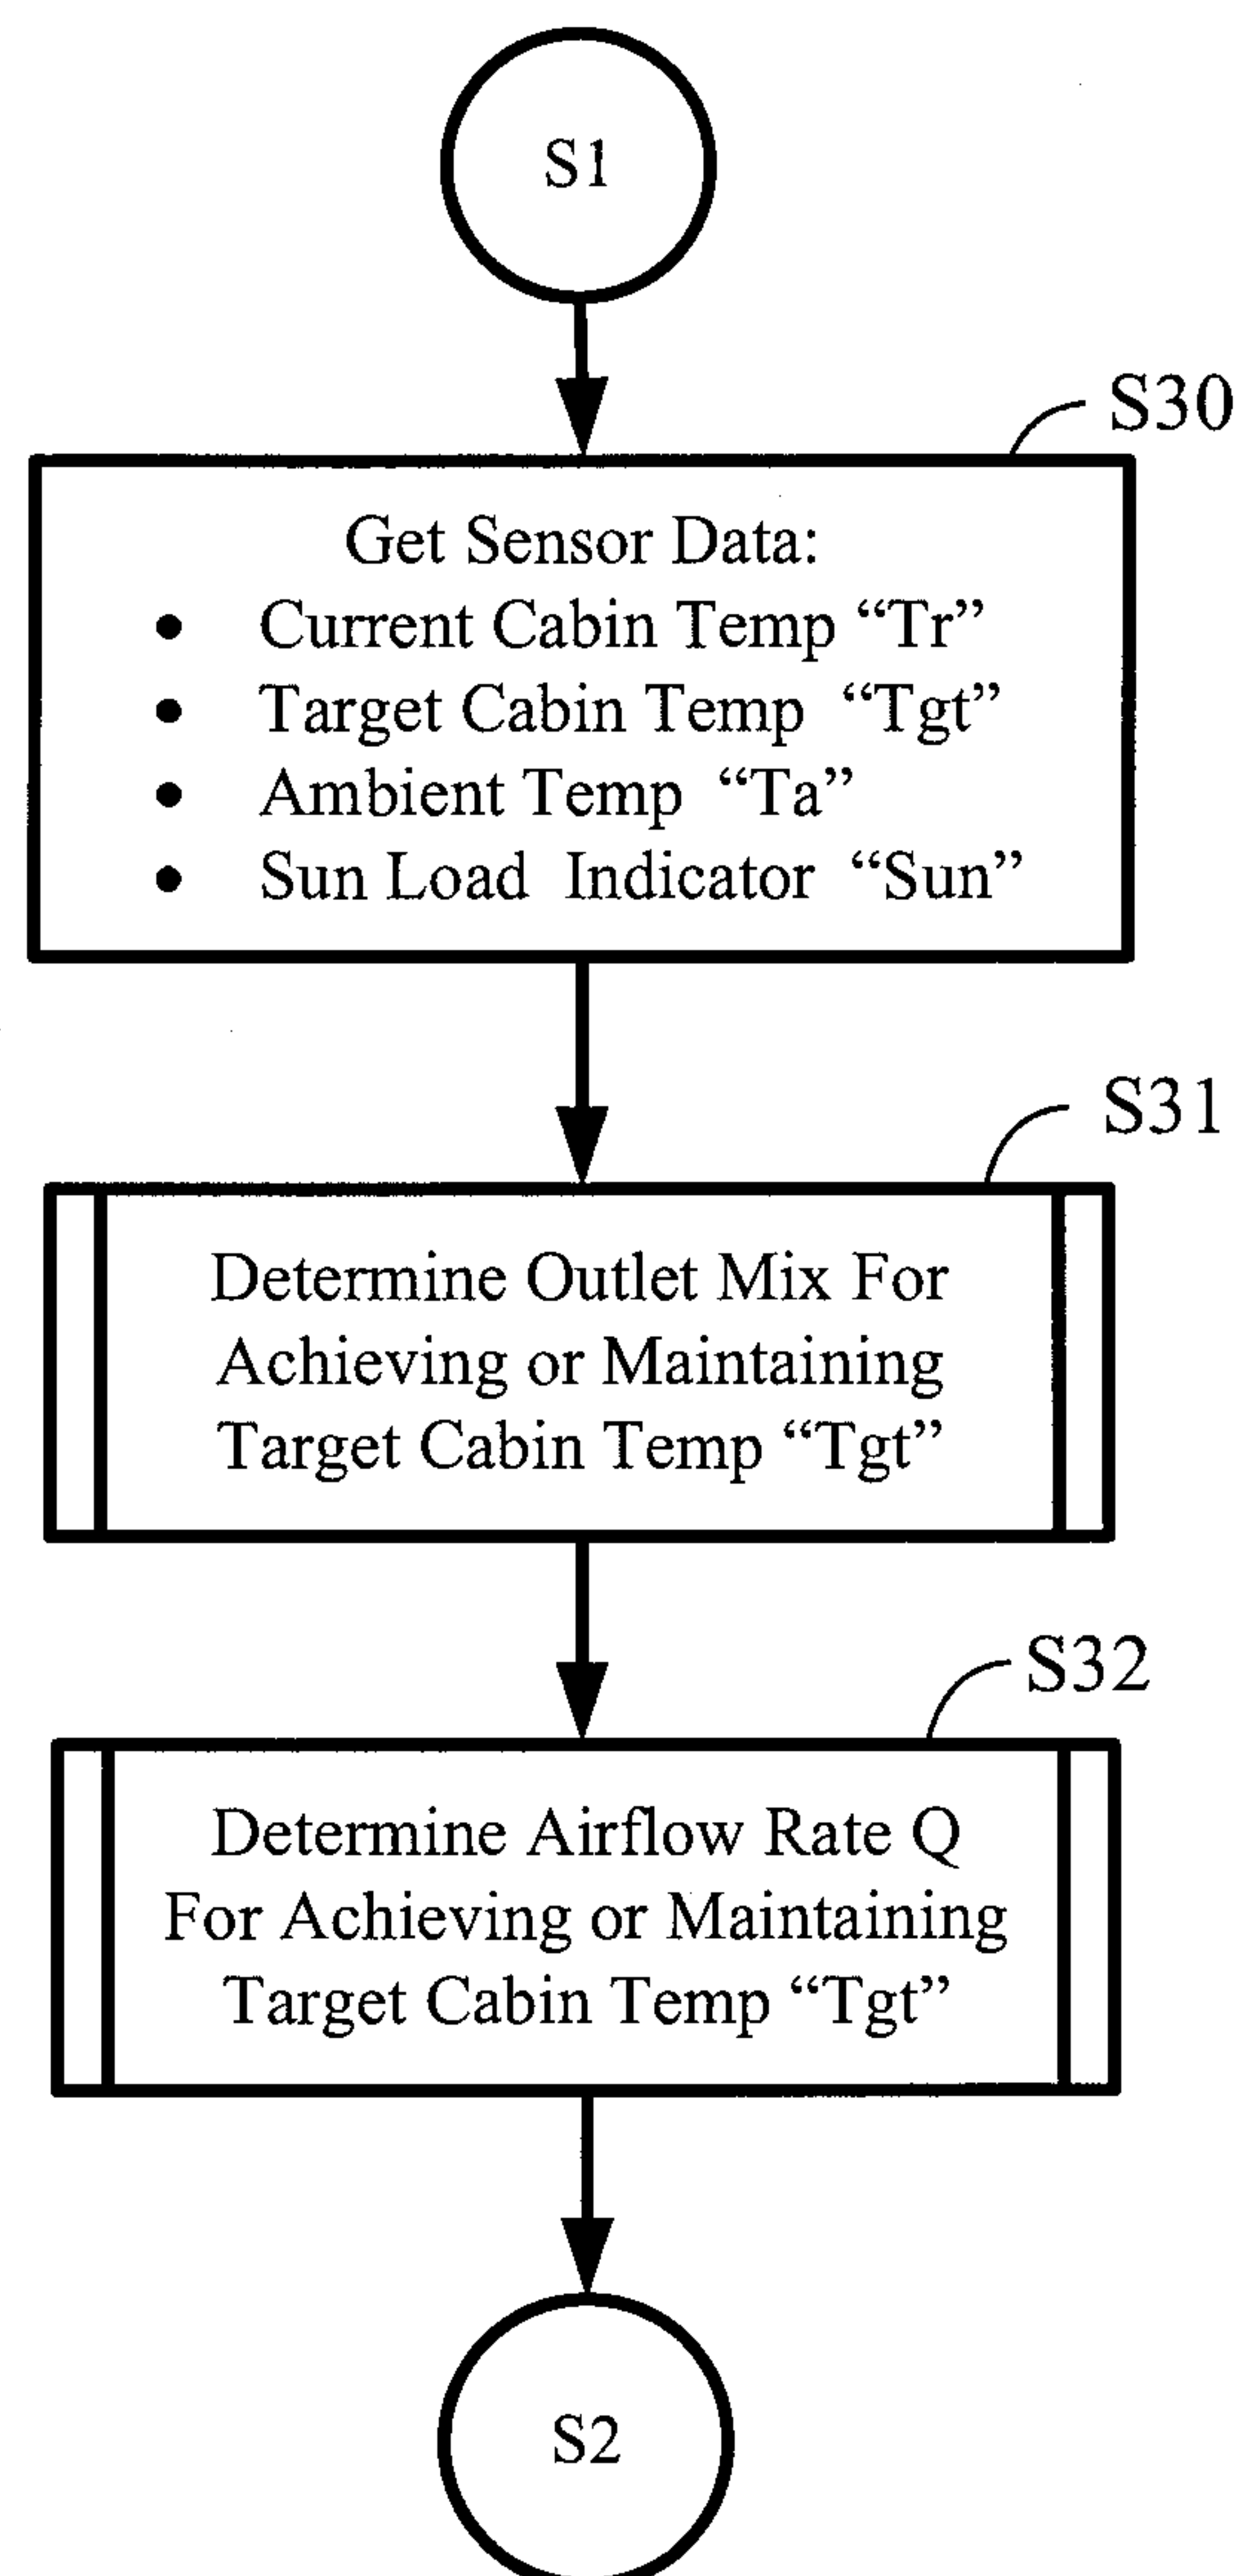 S1
S30
Get Sensor Data:
• Current Cabin Temp “Tr”
• Target Cabin Temp “Tgt”
• Ambient Temp “Ta”
• Sun Load Indicator “Sun”
S31
Determine Outlet Mix For
Achieving or Maintaining
Target Cabin Temp “Tgt”
S32
Determine Airflow Rate Q
For Achieving or Maintaining
Target Cabin Temp “Tgt”
S2